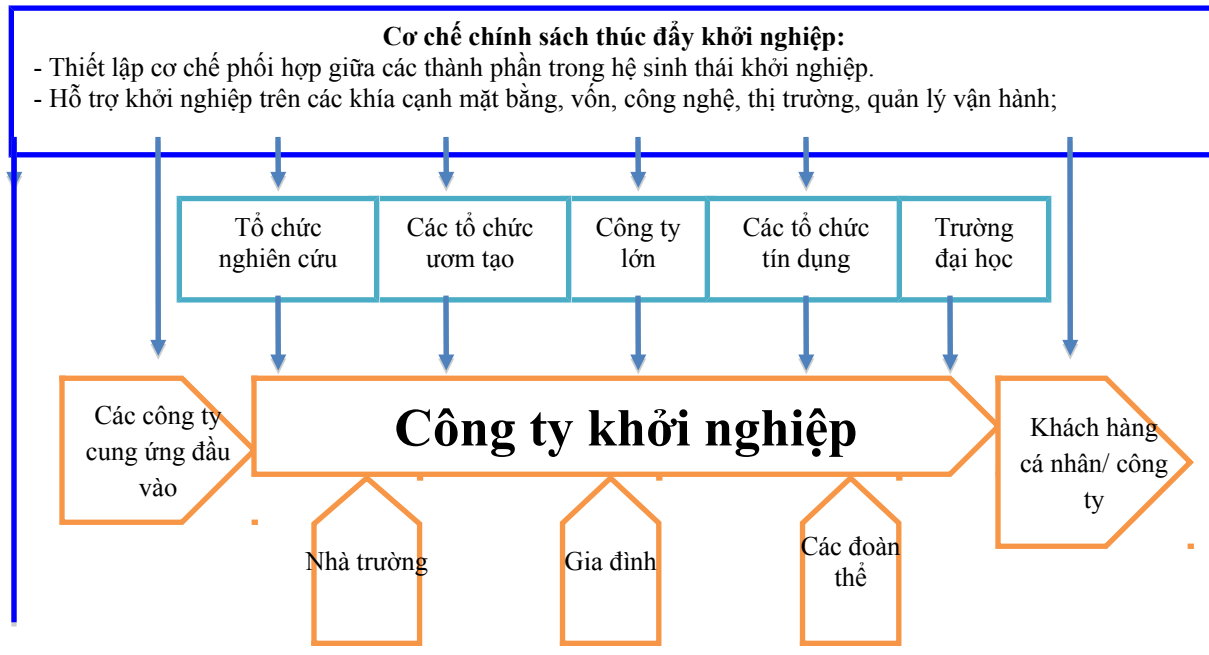 Cơ chế chính sách thúc đẩy khởi nghiệp:
- Thiết lập cơ chế phối hợp giữa các thành phần trong hệ sinh thái khởi nghiệp.
- Hỗ trợ khởi nghiệp trên các khía cạnh mặt bằng, vốn, công nghệ, thị trường, quản lý vận hành;
Tổ chức
nghiên cứu
Các tổ chức
ươm tạo
Công ty
lớn
Các tổ chức
tín dụng
Trường
đại học
Các công ty
cung ứng đầu
vào
Công ty khởi nghiệp
Khách hàng
cá nhân/ công
ty
Nhà trường
Gia đình
Các đoàn
thể